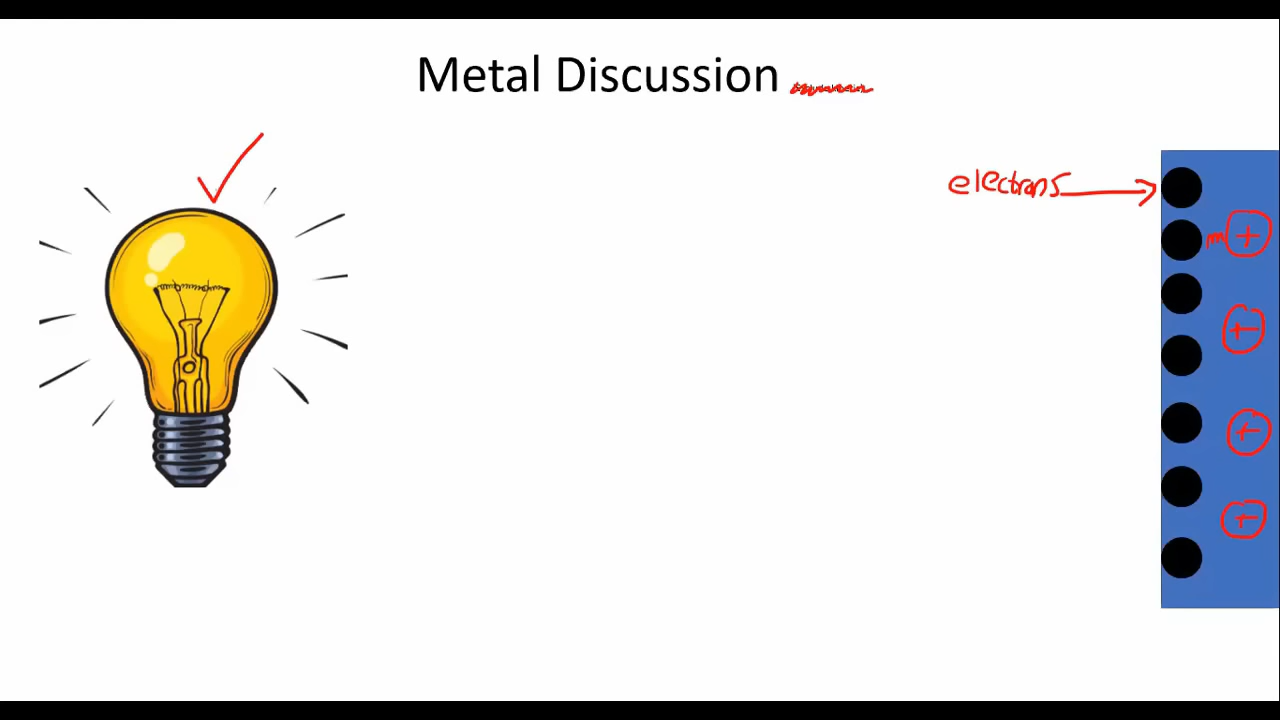 Metal Discussion
electrons
+
+
+
+